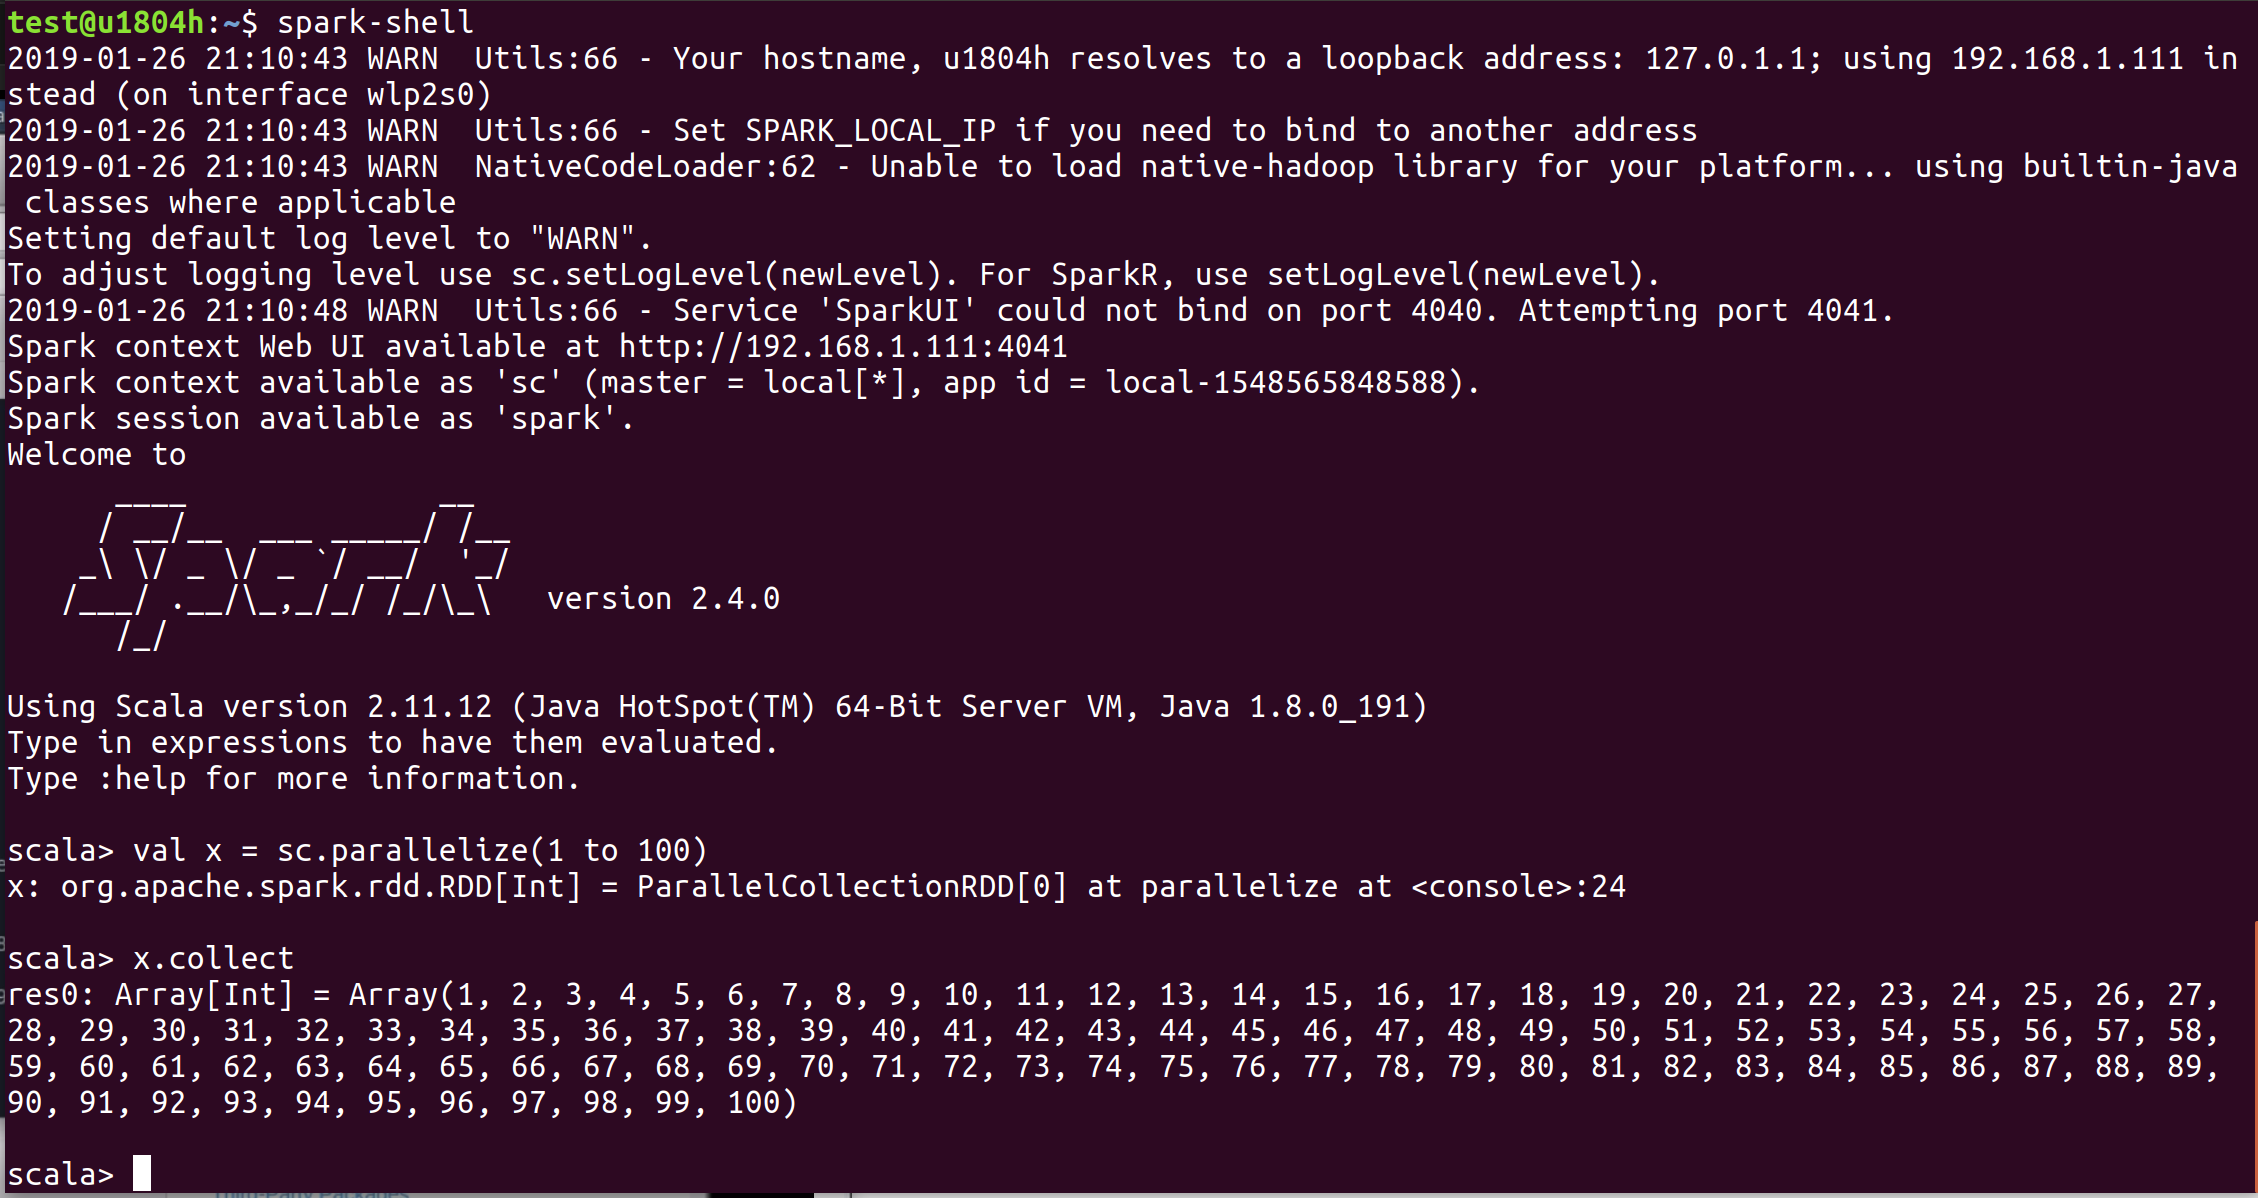 test@u1804h:~$ spark-shell
2019-01-26 21:10:43 WARN  Utils:66 - Your hostname, u1804h resolves to a loopback address: 127.0.1.1; using 192.168.1.111 in
stead (on interface wlp2s0)
2019-01-26 21:10:43 WARN  Utils:66 - Set SPARK_LOCAL_IP if you need to bind to another address
2019-01-26 21:10:43 WARN  NativeCodeLoader:62 - Unable to load native-hadoop library for your platform... using builtin-java
 classes where applicable
Setting default log level to "WARN".
To adjust logging level use sc.setLogLevel(newLevel). For SparkR, use setLogLevel(newLevel).
2019-01-26 21:10:48 WARN  Utils:66 - Service 'SparkUI' could not bind on port 4040. Attempting port 4041.
Spark context Web UI available at http://192.168.1.111:4041
Spark context available as 'sc' (master = local[*], app id = local-1548565848588).
Spark session available as 'spark'.
Welcome to
      ____              __
     / __/__  ___ _____/ /__
    _\ \/ _ \/ _ `/ __/  '_/
   /___/ .__/\_,_/_/ /_/\_\   version 2.4.0
      /_/
Using Scala version 2.11.12 (Java HotSpot(TM) 64-Bit Server VM, Java 1.8.0_191)
Type in expressions to have them evaluated.
Type :help for more information.
scala> val x = sc.parallelize(1 to 100)
x: org.apache.spark.rdd.RDD[Int] = ParallelCollectionRDD[0] at parallelize at <console>:24
scala> x.collect
res0: Array[Int] = Array(1, 2, 3, 4, 5, 6, 7, 8, 9, 10, 11, 12, 13, 14, 15, 16, 17, 18, 19, 20, 21, 22, 23, 24, 25, 26, 27,
28, 29, 30, 31, 32, 33, 34, 35, 36, 37, 38, 39, 40, 41, 42, 43, 44, 45, 46, 47, 48, 49, 50, 51, 52, 53, 54, 55, 56, 57, 58,
59, 60, 61, 62, 63, 64, 65, 66, 67, 68, 69, 70, 71, 72, 73, 74, 75, 76, 77, 78, 79, 80, 81, 82, 83, 84, 85, 86, 87, 88, 89,
90, 91, 92, 93, 94, 95, 96, 97, 98, 99, 100)
scala>